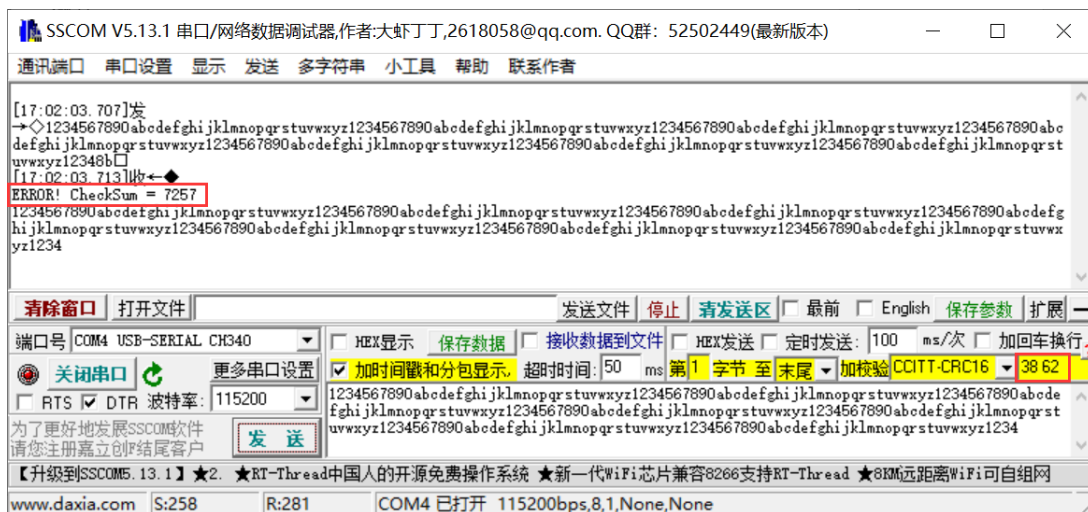 SSCOM V5.13.1 串口/网络数据调试器,作者:大虾丁丁,2618058@qq.com. QQ群: 52502449(最新版本)
通讯端口 串口设置 显示 发送 多字符串 小工具 帮助 联系作者
[17:02:03.707]发
→◇1234567890abcdefghijklmnopqrstuvwxyz1234567890abcdefghijklmnopqrstuvwxyz1234567890abcdefghijklmnopqrstuvwxyz1234567890abc
defghijklmnopqrstuvwxyz1234567890abcdefghijklmnopqrstuvwxyz1234567890abcdefghijklmnopqrstuvwxyz1234567890abcdefghijklmnopqrst
uvwxyz12348b□
[17:02:03.713]收←◆
ERROR! CheckSum = 7257
1234567890abcdefghijklmnopqrstuvwxyz1234567890abcdefghijklmnopqrstuvwxyz1234567890abcdefghijklmnopqrstuvwxyz1234567890abcdefg
hijklmnopqrstuvwxyz1234567890abcdefghijklmnopqrstuvwxyz1234567890abcdefghijklmnopqrstuvwxyz1234567890abcdefghijklmnopqrstuvwx
yz1234
清除窗口 打开文件 发送文件 停止 清发送区 最前 English 保存参数 扩展 —
端口号 COM4 USB-SERIAL CH340 HEX显示 保存数据 接收数据到文件 HEX发送 定时发送: 100 ms/次 加回车换行
关闭串口 更多串口设置 加时间戳和分包显示, 超时时间: 50 ms 第1 字节 至 末尾 加校验 CCITT-CRC16 38 62
RTS DTR 波特率: 115200
1234567890abcdefghijklmnopqrstuvwxyz1234567890abcdefghijklmnopqrstuvwxyz1234567890abcde
fghijklmnopqrstuvwxyz1234567890abcdefghijklmnopqrstuvwxyz1234567890abcdefghijklmnopqrst
uvwxyz1234567890abcdefghijklmnopqrstuvwxyz1234
为了更好地发展SSCOM软件
请您注册嘉立创F结尾客户
发 送
【升级到SSCOM5.13.1】★2. ★RT-Thread中国人的开源免费操作系统 ★新一代WiFi芯片兼容8266支持RT-Thread ★8KM远距离WiFi可自组网
www.daxia.com S:258 R:281 COM4 已打开 115200bps,8,1,None,None